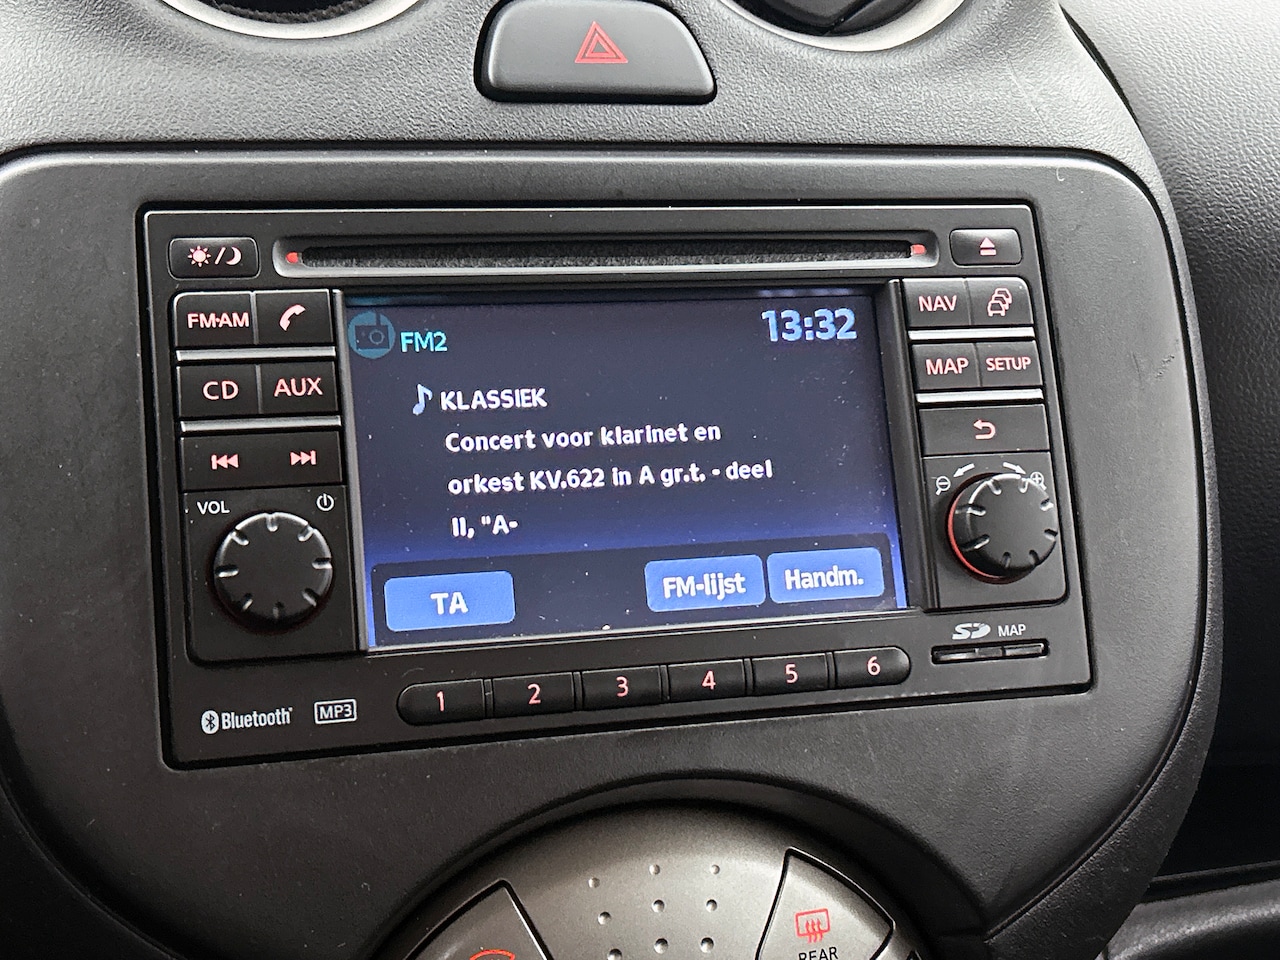 FM·AM
CD
AUX
VOL
FM2
13:32
KLASSIEK
Concert voor klarinet en
orkest KV.622 in A gr.t. - deel
II, "A-
TA
FM-lijst
Handm.
NAV
MAP
SETUP
SD MAP
1 2 3 4 5 6
Bluetooth
MP3
REAR